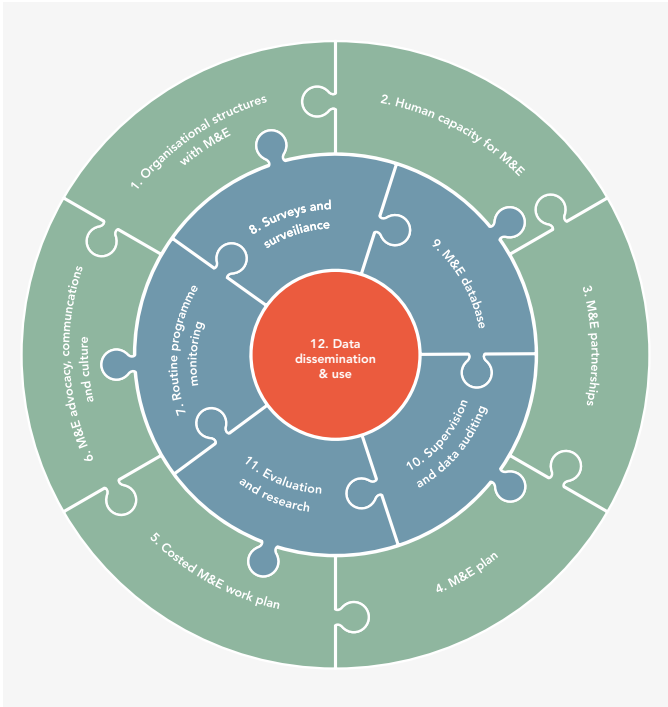 1. Organisational structures
with M&E
2. Human capacity for M&E
3. M&E partnerships
4. M&E plan
5. Costed M&E work plan
6. M&E advocacy, communcations
and culture
7. Routine programme
monitoring
8. Surveys and
surveiliance
9. M&E database
10. Supervision
and data auditing
11. Evaluation
and research
12. Data
dissemination
& use